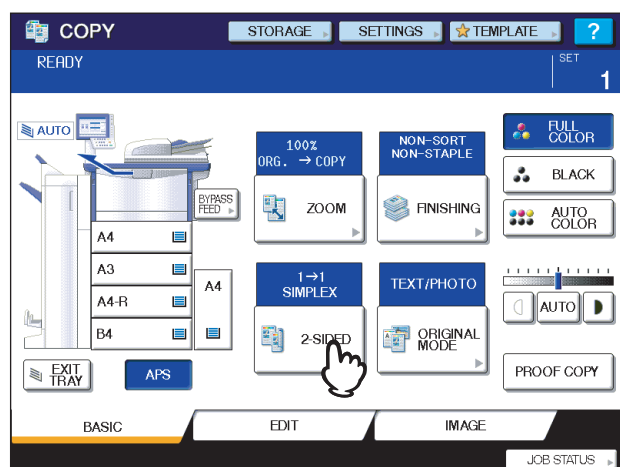 COPY
STORAGE
SETTINGS
TEMPLATE
?
READY
SET
1
AUTO
BYPASS
FEED
A4
A3
A4-R
B4
A4
EXIT
TRAY
APS
100%
ORG. → COPY
ZOOM
NON-SORT
NON-STAPLE
FINISHING
1→1
SIMPLEX
2-SIDED
TEXT/PHOTO
ORIGINAL
MODE
FULL
COLOR
BLACK
AUTO
COLOR
AUTO
PROOF COPY
BASIC
EDIT
IMAGE
JOB STATUS